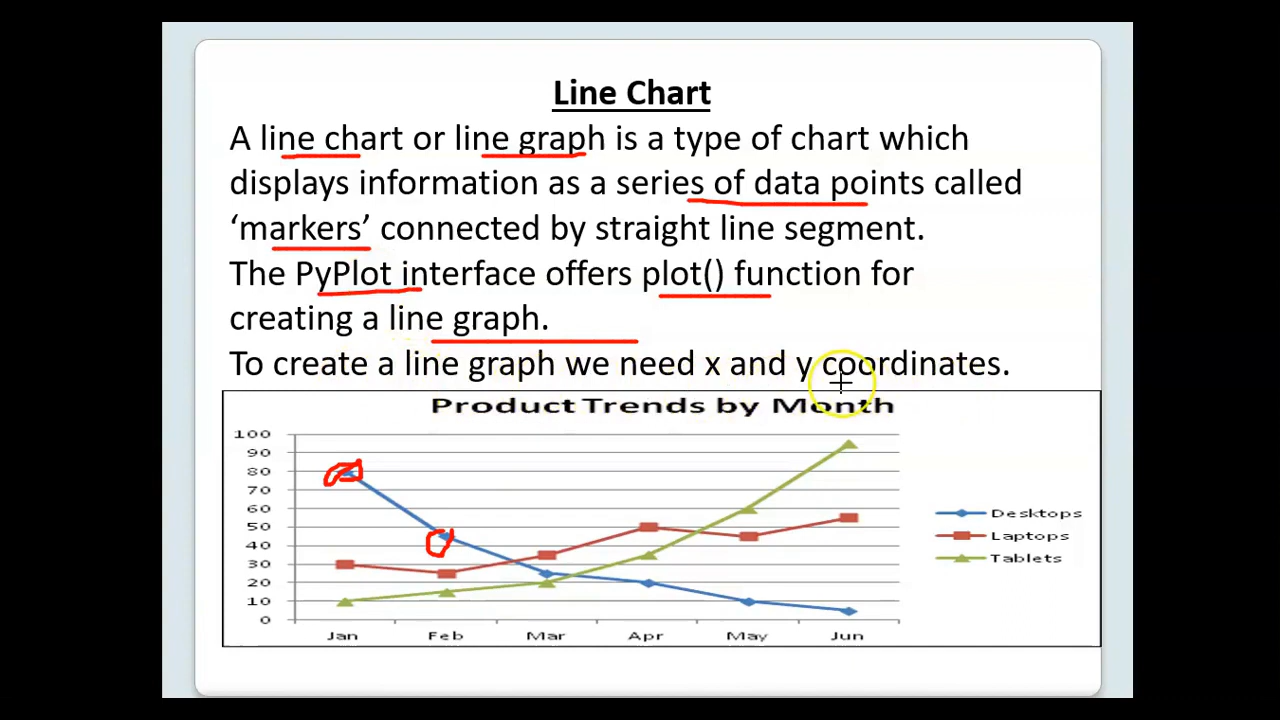 Line Chart
A line chart or line graph is a type of chart which
displays information as a series of data points called
‘markers’ connected by straight line segment.
The PyPlot interface offers plot() function for
creating a line graph.
To create a line graph we need x and y coordinates.
Product Trends by Month
100
90
80
70
60
50
40
30
20
10
0
Jan Feb Mar Apr May Jun
Desktops
Laptops
Tablets